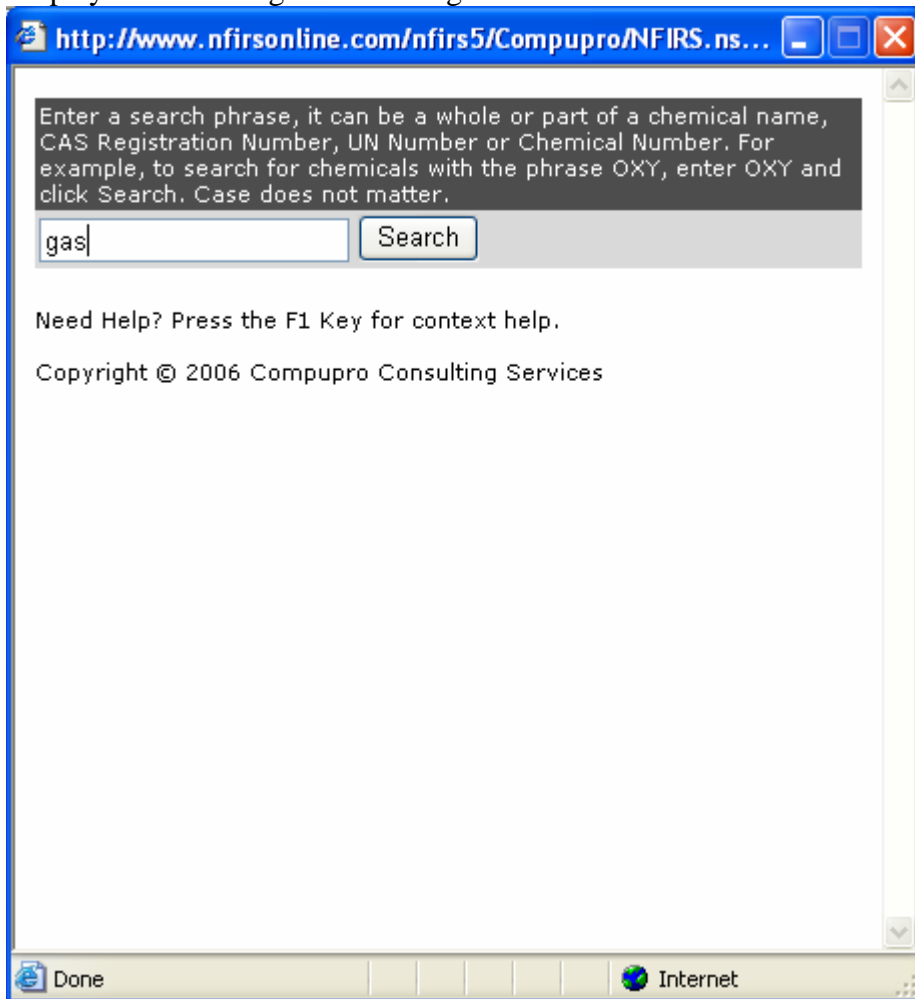 http://www.nfirsonline.com/nfirs5/Compupro/NFIRS.ns...
Enter a search phrase, it can be a whole or part of a chemical name,
CAS Registration Number, UN Number or Chemical Number. For
example, to search for chemicals with the phrase OXY, enter OXY and
click Search. Case does not matter.
gas Search
Need Help? Press the F1 Key for context help.
Copyright © 2006 Compupro Consulting Services
Done Internet